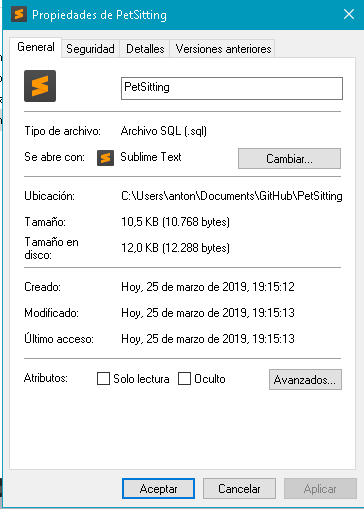 Propiedades de PetSitting
General Seguridad Detalles Versiones anteriores
PetSitting
Tipo de archivo: Archivo SQL (.sql)
Se abre con: Sublime Text Cambiar...
Ubicación: C:\Users\anton\Documents\GitHub\PetSitting
Tamaño: 10,5 KB (10.768 bytes)
Tamaño en
disco: 12,0 KB (12.288 bytes)
Creado: Hoy, 25 de marzo de 2019, 19:15:12
Modificado: Hoy, 25 de marzo de 2019, 19:15:13
Último acceso: Hoy, 25 de marzo de 2019, 19:15:13
Atributos: Solo lectura Oculto Avanzados...
Aceptar Cancelar Aplicar